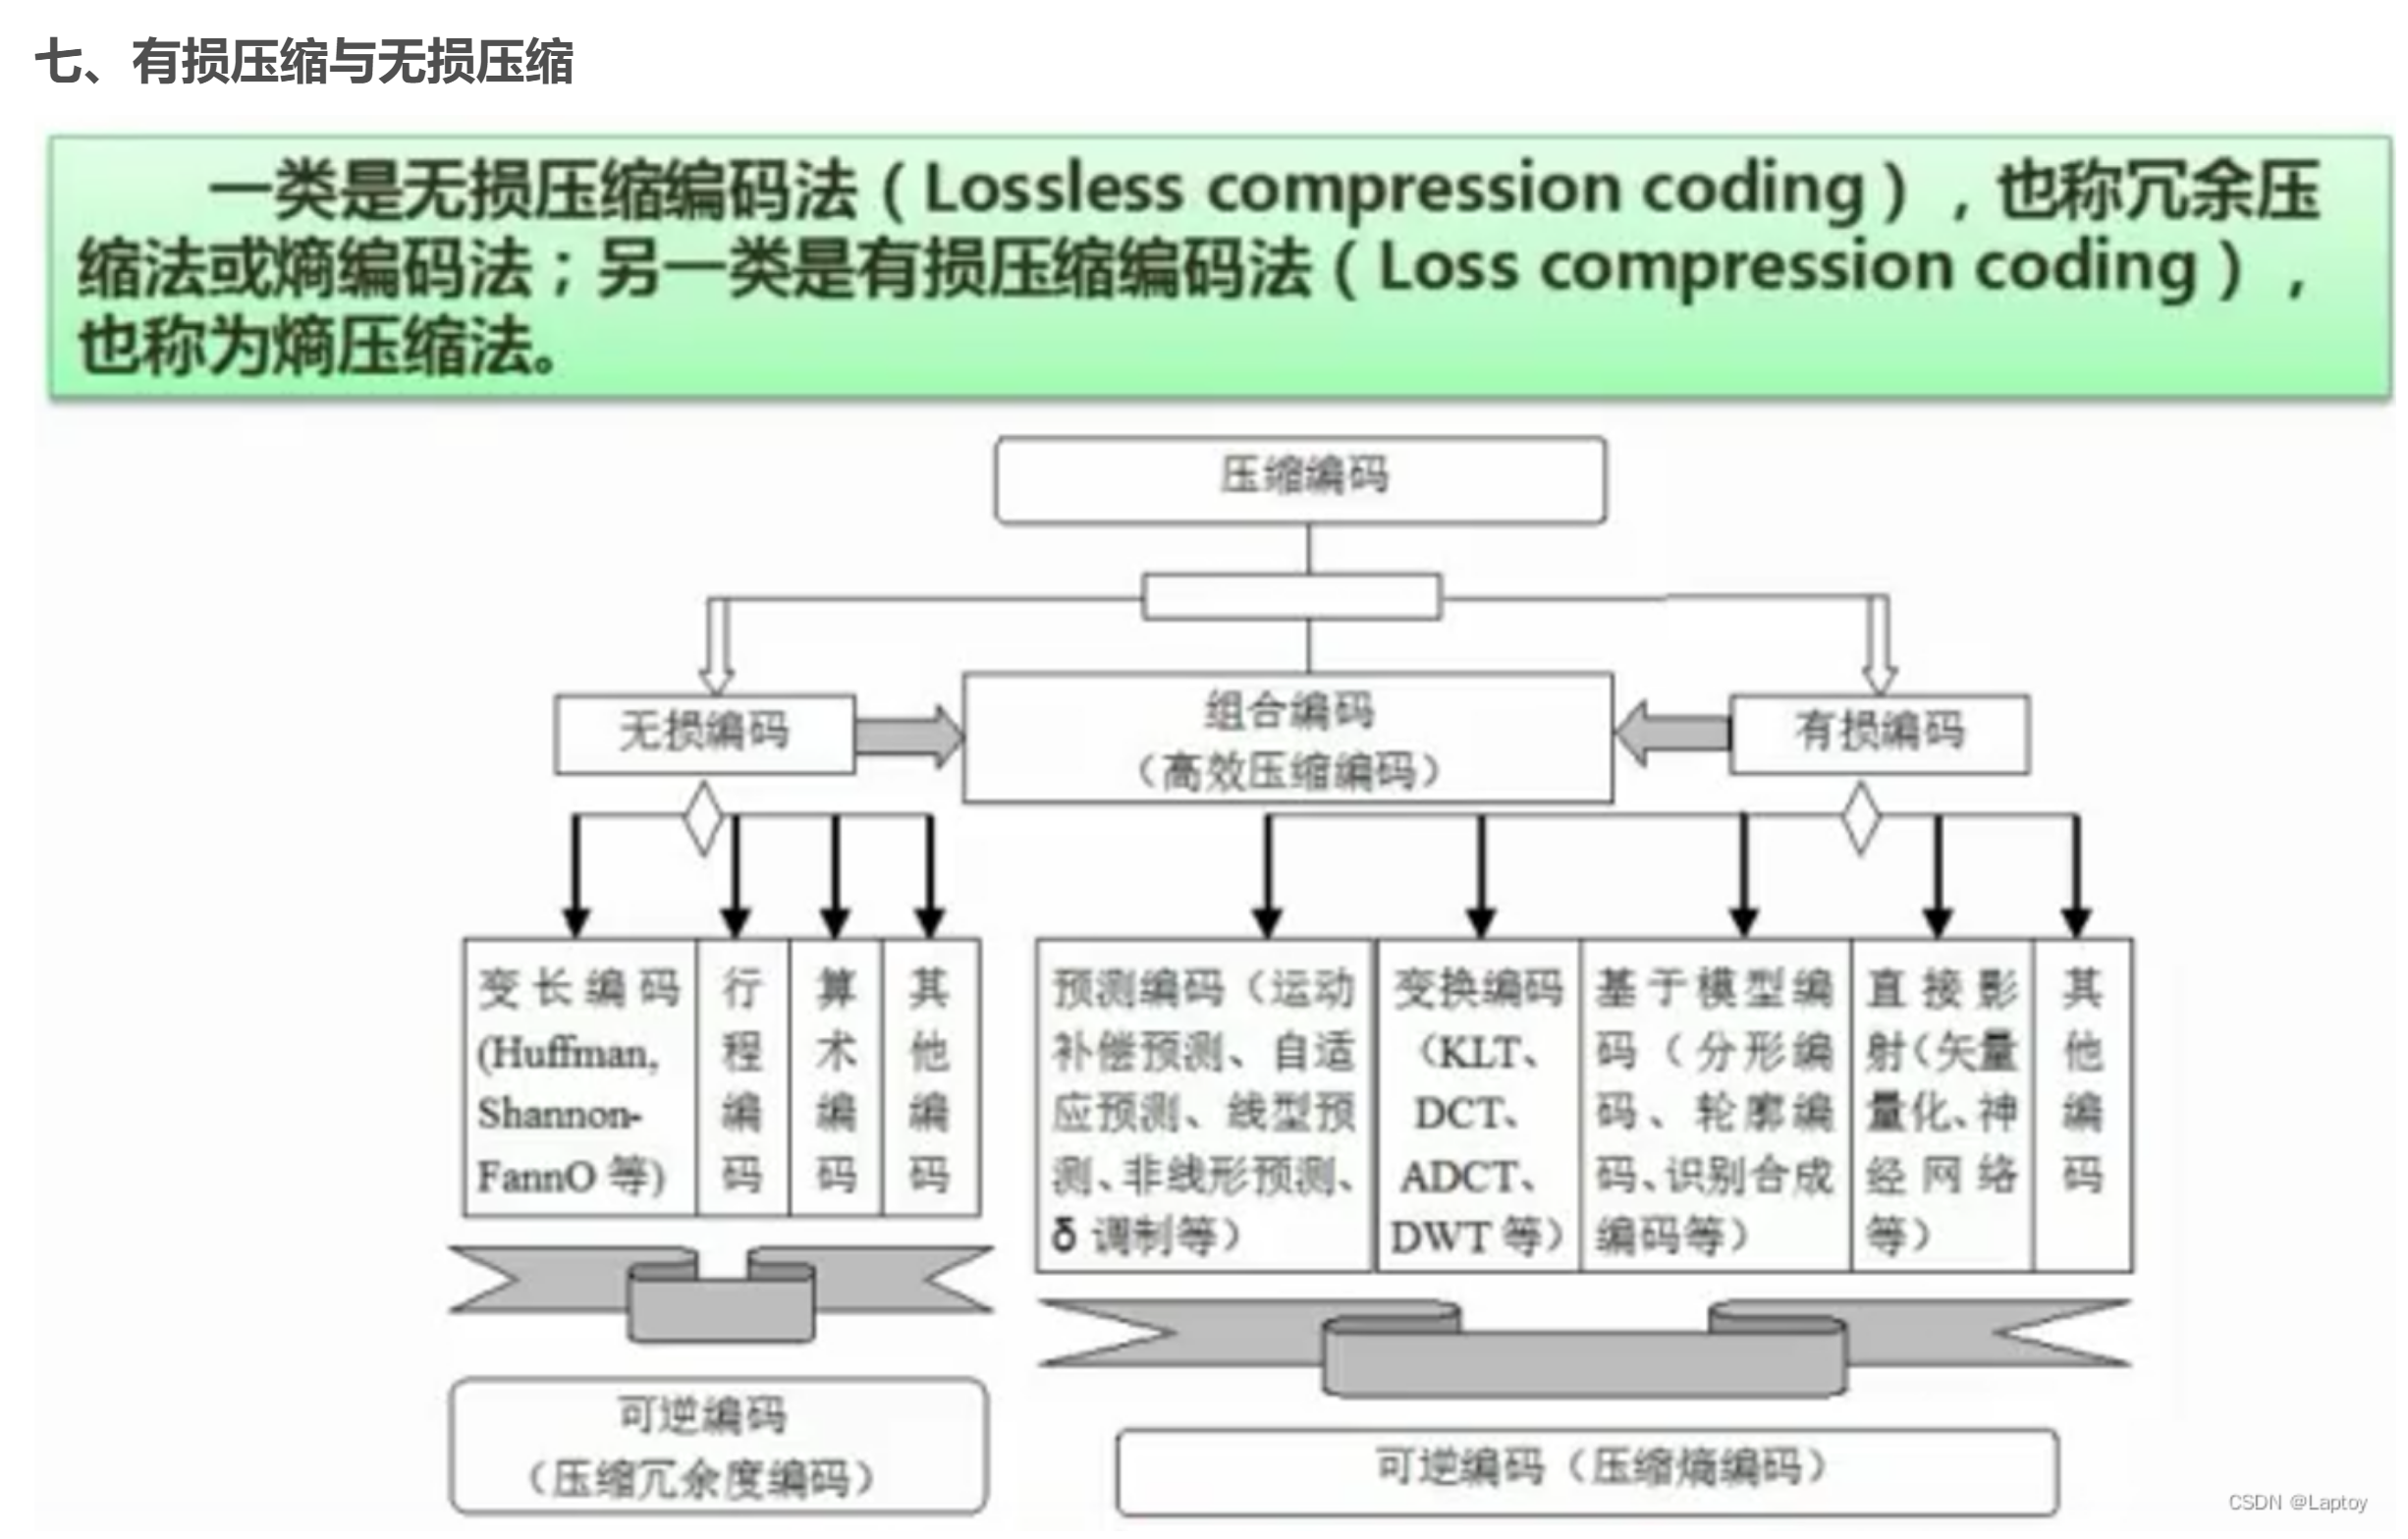 七、有损压缩与无损压缩
一类是无损压缩编码法（Lossless compression coding），也称冗余压
缩法或熵编码法；另一类是有损压缩编码法（Loss compression coding），
也称为熵压缩法。
压缩编码
无损编码
组合编码
（高效压缩编码）
有损编码
变长编码
(Huffman,
Shannon-
FannO 等)
行
程
编
码
算
术
编
码
其
他
编
码
预测编码（运动
补偿预测、自适
应预测、线型预
测、非线形预测、
δ 调制等）
变换编码
（KLT、
DCT、
ADCT、
DWT 等）
基于模型编
码（分形编
码、轮廓编
码、识别合成
编码等）
直接影
射（矢量
量化、神
经网络
等）
其
他
编
码
可逆编码
（压缩冗余度编码）
可逆编码（压缩熵编码）
CSDN @Laptoy